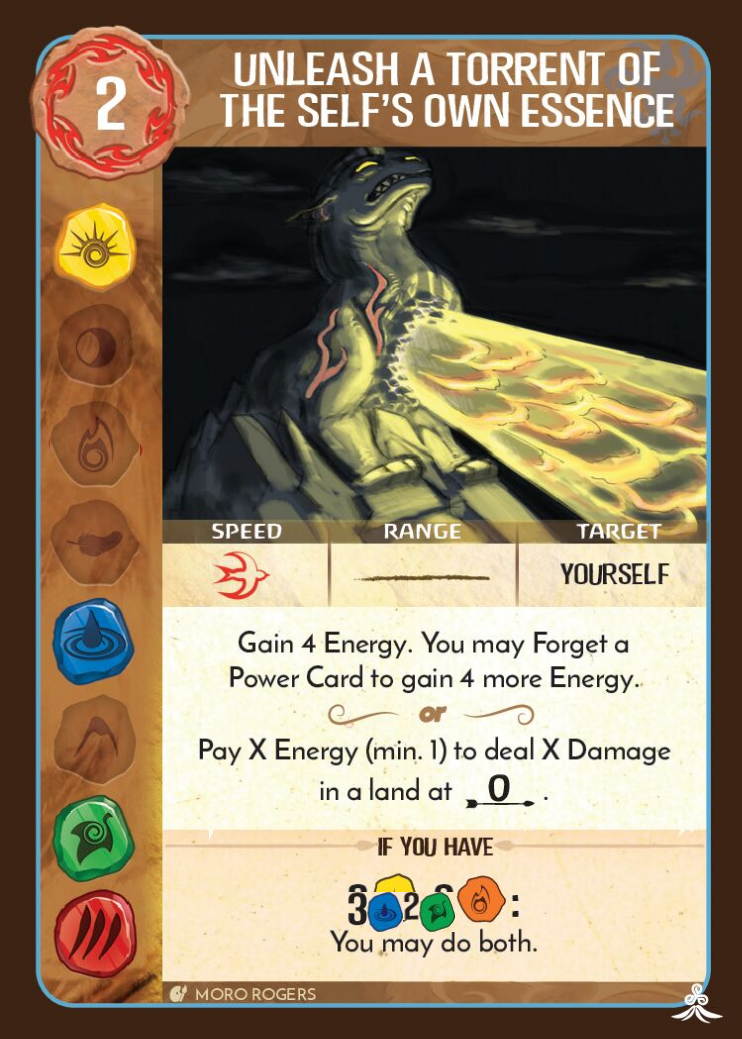 2
UNLEASH A TORRENT OF
THE SELF'S OWN ESSENCE
SPEED RANGE TARGET
YOURSELF
Gain 4 Energy. You may Forget a
Power Card to gain 4 more Energy.
or
Pay X Energy (min. 1) to deal X Damage
in a land at 0 .
IF YOU HAVE
3 2 :
You may do both.
MORO ROGERS